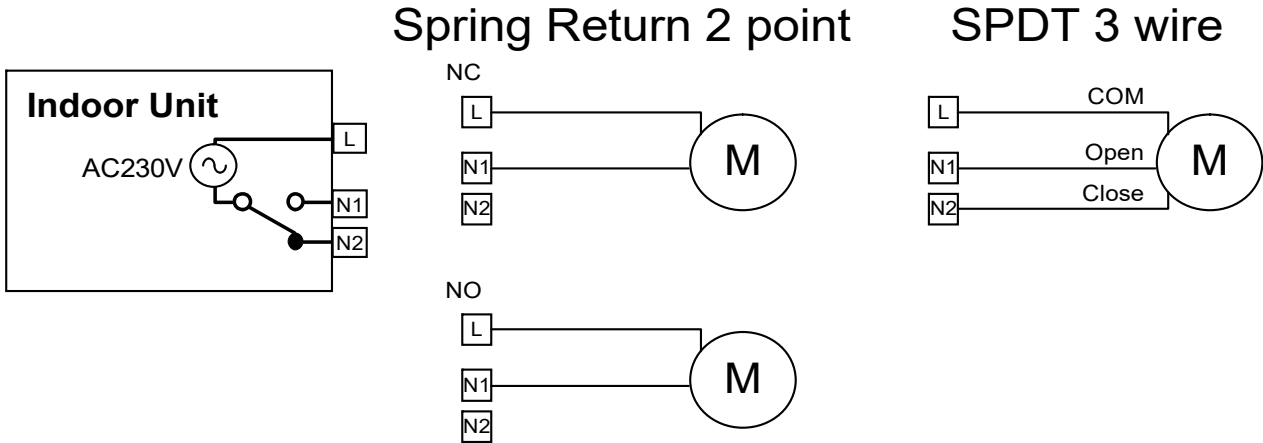 Spring Return 2 point
SPDT 3 wire
Indoor Unit
AC230V
L
N1
N2
NC
L
N1
N2
M
NO
L
N1
N2
M
L
N1
N2
COM
Open
Close
M